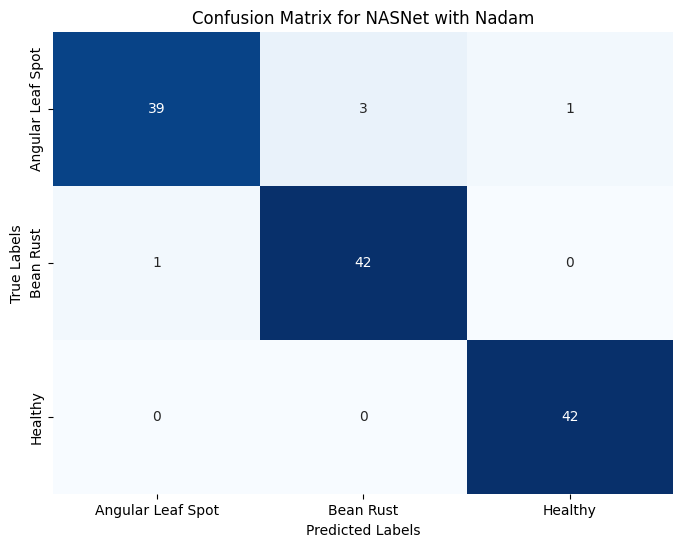 Confusion Matrix for NASNet with Nadam
True Labels
Angular Leaf Spot
39 3 1
Bean Rust
1 42 0
Healthy
0 0 42
Angular Leaf Spot Bean Rust Healthy
Predicted Labels